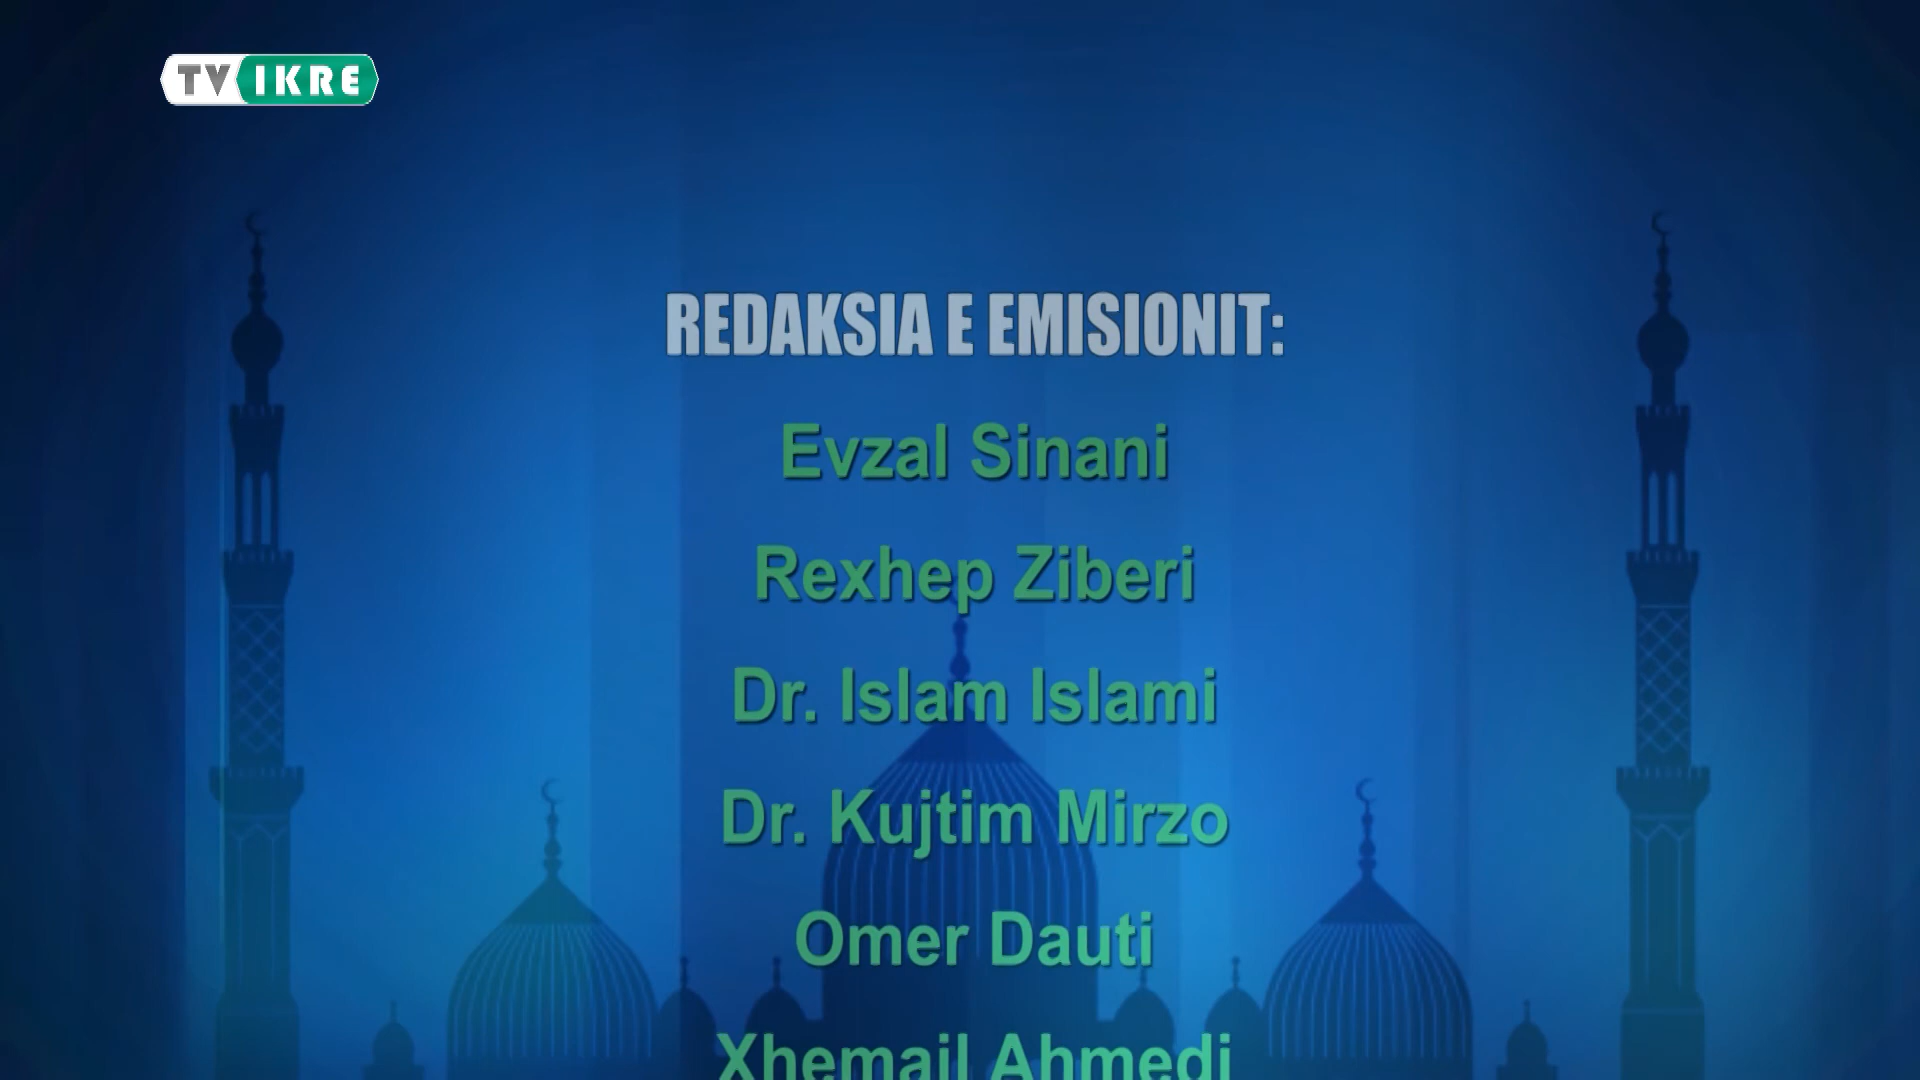 TV IKRE
REDAKSIA E EMISIONIT:
Evzal Sinani
Rexhep Ziberi
Dr. Islam Islami
Dr. Kujtim Mirzo
Omer Dauti
Xhemail Ahmedi